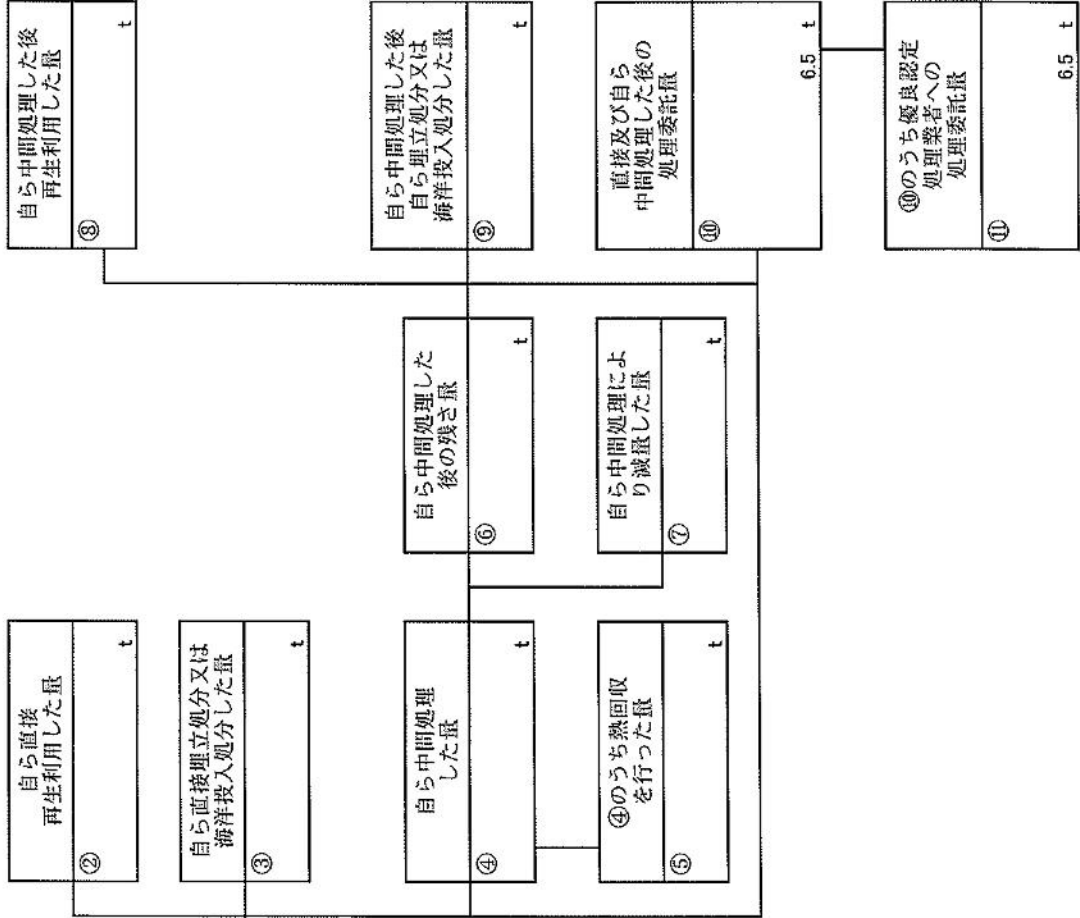 自ら直接
再生利用した量
②
t
自ら直接埋立処分又は
海洋投入処分した量
③
t
自ら中間処理
した量
④
t
④のうち熱回収
を行った量
⑤
t
自ら中間処理した
後の残さ量
⑥
t
自ら中間処理によ
り減量した量
⑦
t
自ら中間処理した後
再生利用した量
⑧
t
自ら中間処理した後
自ら埋立処分又は
海洋投入処分した量
⑨
t
直接及び自ら
中間処理した後の
処理委託量
⑩
6.5 t
⑩のうち優良認定
処理業者への
処理委託量
⑪
6.5 t